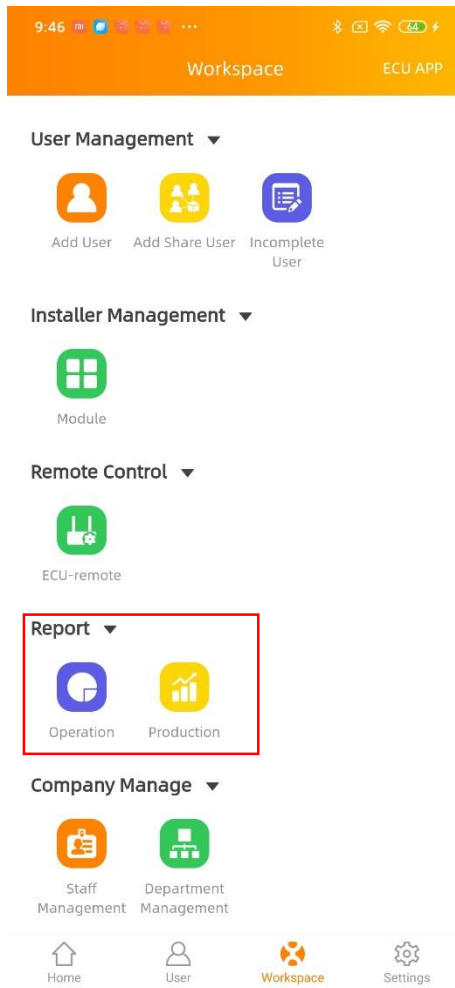 9:46
64
Workspace
ECU APP
User Management
Add User
Add Share User
Incomplete
User
Installer Management
Module
Remote Control
ECU-remote
Report
Operation
Production
Company Manage
Staff
Management
Department
Management
Home
User
Workspace
Settings